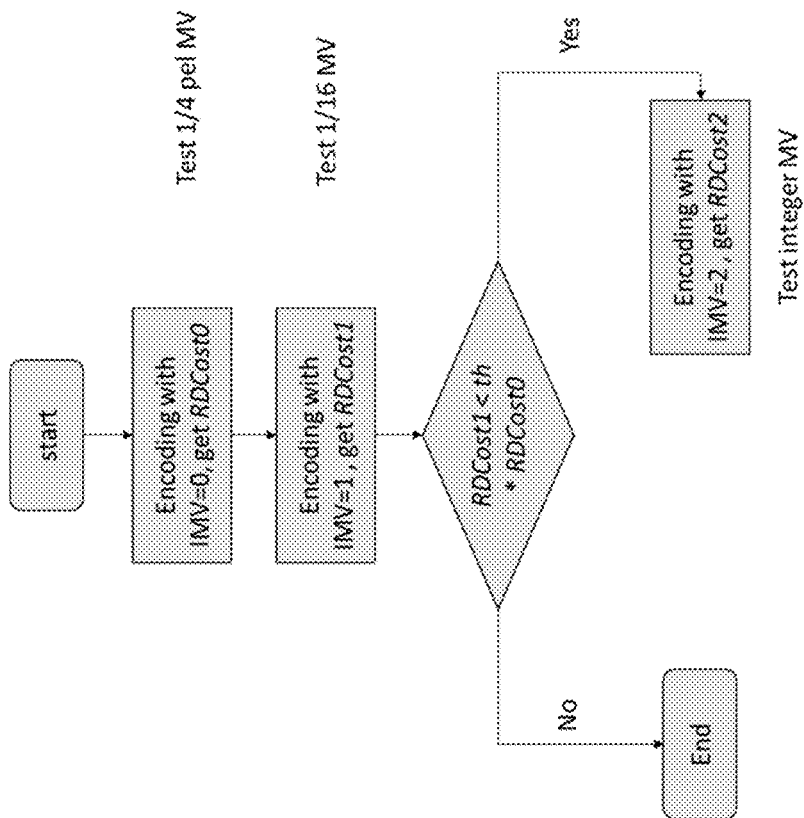 start
Encoding with
IMV=0, get RDCost0
Test 1/4 pel MV
Encoding with
IMV=1 , get RDCost1
Test 1/16 MV
RDCost1 < th
* RDCost0
No
Yes
End
Encoding with
IMV=2 , get RDCost2
Test integer MV